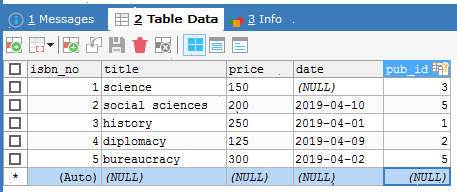 1 Messages 2 Table Data 3 Info
isbn_no title price date pub_id
1 science 150 (NULL) 3
2 social sciences 200 2019-04-10 5
3 history 250 2019-04-01 1
4 diplomacy 125 2019-04-09 2
5 bureaucracy 300 2019-04-02 5
* (Auto) (NULL) (NULL) (NULL) (NULL)